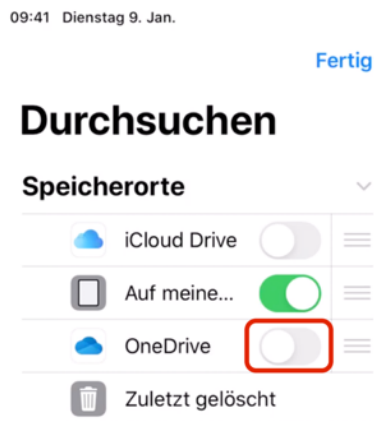 09:41 Dienstag 9. Jan.
Fertig
Durchsuchen
Speicherorte
iCloud Drive
Auf meine...
OneDrive
Zuletzt gelöscht